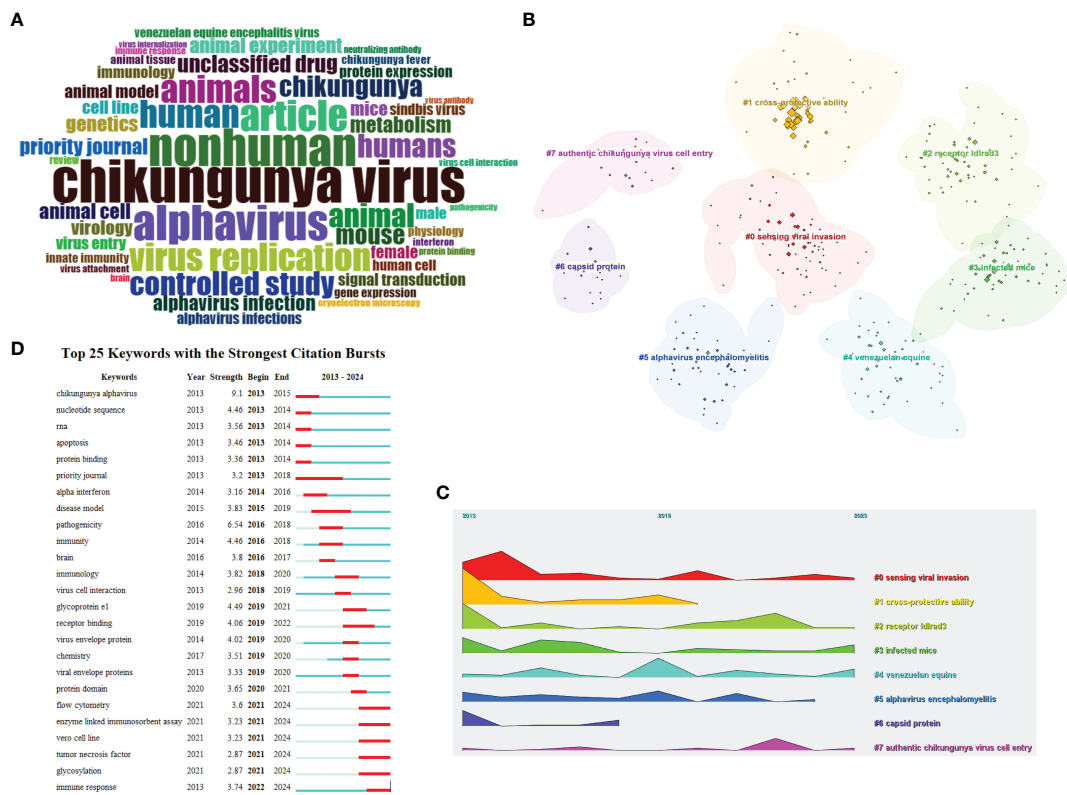 A
venezuelan equine encephalitis virus
virus internalization
immune response
animal experiment
neutralizing antibody
animal tissue
unclassified drug
chikungunya fever
immunology
protein expression
animal model
animals
chikungunya
virus antibody
cell line
human
article
mice
sindbis virus
genetics
metabolism
priority journal
nonhuman
humans
review
virus cell interaction
chikungunya virus
animal cell
alphavirus
animal
male
pathogenicity
virology
mouse
physiology
virus entry
interferon
innate immunity
virus replication
female
protein binding
virus attachment
human cell
brain
controlled study
signal transduction
gene expression
alphavirus infection
cryoelectron microscopy
alphavirus infections
B
#1 cross-protective ability
#7 authentic chikungunya virus cell entry
#2 receptor ldlrad3
#0 sensing viral invasion
#6 capsid protein
#3 infected mice
#5 alphavirus encephalomyelitis
#4 venezuelan equine
D
Top 25 Keywords with the Strongest Citation Bursts
Keywords Year Strength Begin End 2013 - 2024
chikungunya alphavirus 2013 9.1 2013 2015
nucleotide sequence 2013 4.46 2013 2014
rna 2013 3.56 2013 2014
apoptosis 2013 3.46 2013 2014
protein binding 2013 3.36 2013 2014
priority journal 2013 3.2 2013 2018
alpha interferon 2014 3.16 2014 2016
disease model 2015 3.83 2015 2019
pathogenicity 2016 6.54 2016 2018
immunity 2014 4.46 2016 2018
brain 2016 3.8 2016 2017
immunology 2014 3.82 2018 2020
virus cell interaction 2013 2.96 2018 2019
glycoprotein e1 2019 4.49 2019 2021
receptor binding 2019 4.06 2019 2022
virus envelope protein 2014 4.02 2019 2020
chemistry 2017 3.51 2019 2020
viral envelope proteins 2013 3.33 2019 2020
protein domain 2020 3.65 2020 2021
flow cytometry 2021 3.6 2021 2024
enzyme linked immunosorbent assay 2021 3.23 2021 2024
vero cell line 2021 3.23 2021 2024
tumor necrosis factor 2021 2.87 2021 2024
glycosylation 2021 2.87 2021 2024
immune response 2013 3.74 2022 2024
C
2013 2018 2023
#0 sensing viral invasion
#1 cross-protective ability
#2 receptor ldlrad3
#3 infected mice
#4 venezuelan equine
#5 alphavirus encephalomyelitis
#6 capsid protein
#7 authentic chikungunya virus cell entry